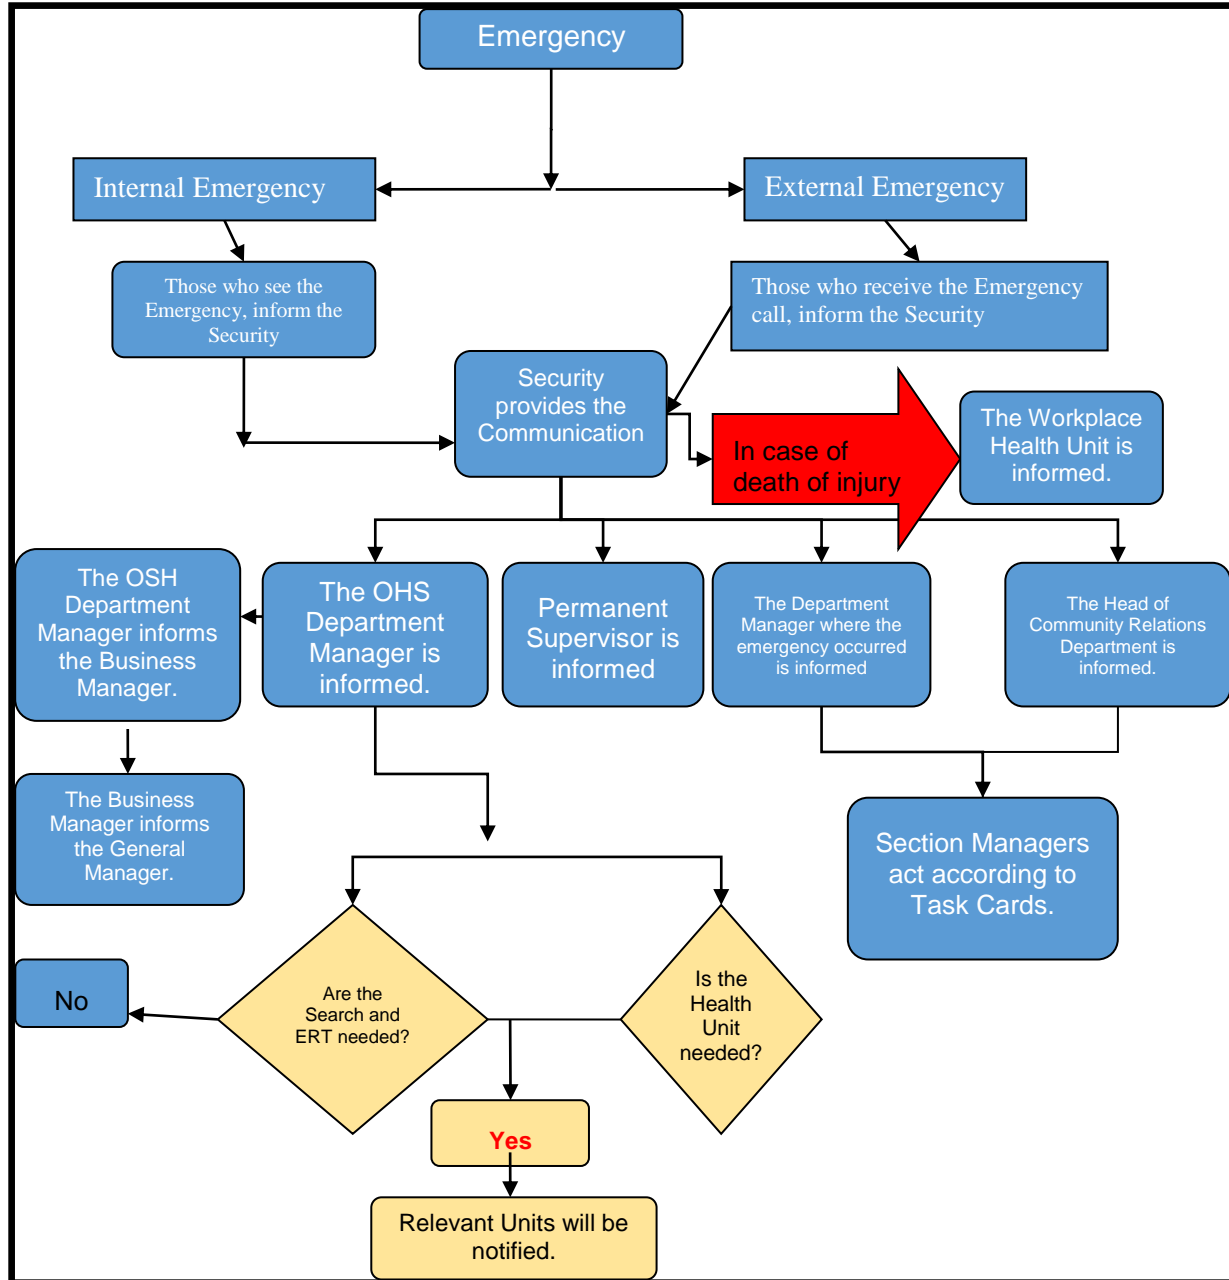 Emergency
Internal Emergency
External Emergency
Those who see the
Emergency, inform the
Security
Those who receive the Emergency
call, inform the Security
Security
provides the
Communication
In case of
death of injury
The Workplace
Health Unit is
informed.
The OSH
Department
Manager informs
the Business
Manager.
The OHS
Department
Manager is
informed.
Permanent
Supervisor is
informed
The Department
Manager where the
emergency occurred
is informed
The Head of
Community Relations
Department is
informed.
The Business
Manager informs
the General
Manager.
Section Managers
act according to
Task Cards.
No
Are the
Search and
ERT needed?
Is the
Health
Unit
needed?
Yes
Relevant Units will be
notified.